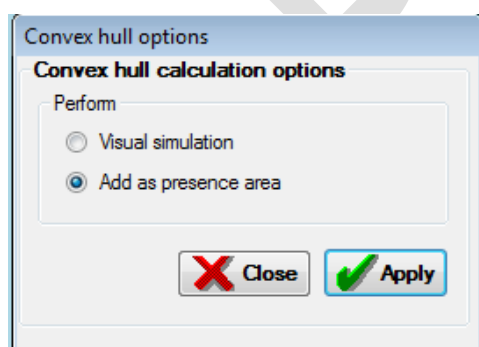 Convex hull options
Convex hull calculation options
Perform
Visual simulation
Add as presence area
Close Apply